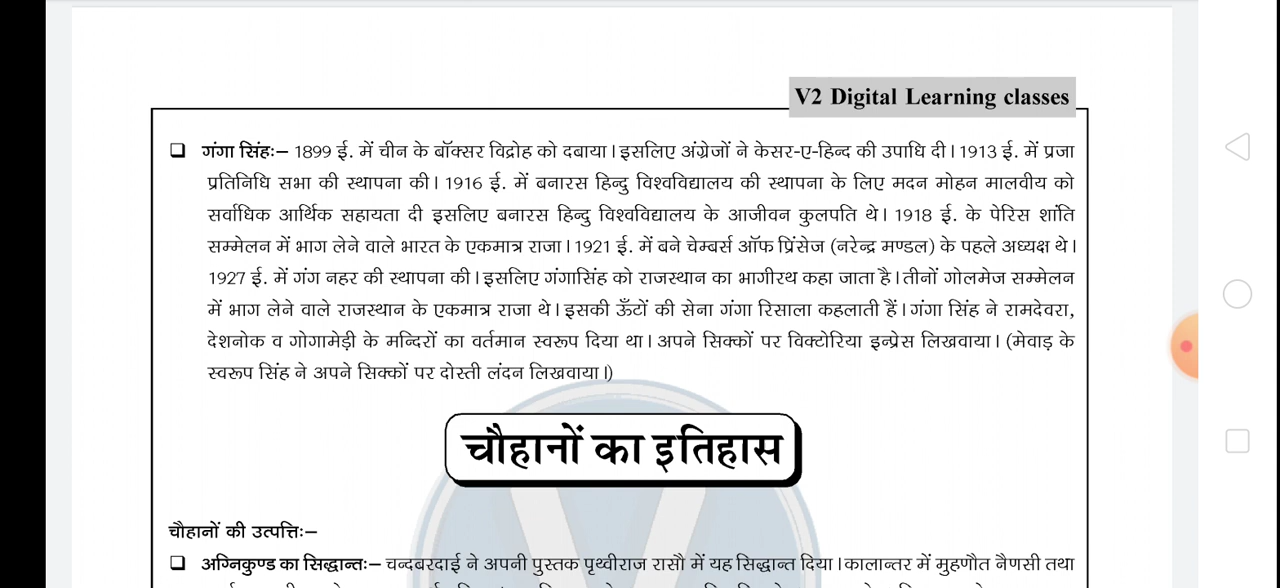 V2 Digital Learning classes
❑ गंगा सिंहः– 1899 ई. में चीन के बॉक्सर विद्रोह को दबाया। इसलिए अंग्रेजों ने केसर-ए-हिन्द की उपाधि दी। 1913 ई. में प्रजा
प्रतिनिधि सभा की स्थापना की। 1916 ई. में बनारस हिन्दु विश्वविद्यालय की स्थापना के लिए मदन मोहन मालवीय को
सर्वाधिक आर्थिक सहायता दी इसलिए बनारस हिन्दु विश्वविद्यालय के आजीवन कुलपति थे। 1918 ई. के पेरिस शांति
सम्मेलन में भाग लेने वाले भारत के एकमात्र राजा। 1921 ई. में बने चेम्बर्स ऑफ प्रिंसेज (नरेन्द्र मण्डल) के पहले अध्यक्ष थे।
1927 ई. में गंग नहर की स्थापना की। इसलिए गंगासिंह को राजस्थान का भागीरथ कहा जाता है। तीनों गोलमेज सम्मेलन
में भाग लेने वाले राजस्थान के एकमात्र राजा थे। इसकी ऊँटों की सेना गंगा रिसाला कहलाती हैं। गंगा सिंह ने रामदेवरा,
देशनोक व गोगामेड़ी के मन्दिरों का वर्तमान स्वरूप दिया था। अपने सिक्कों पर विक्टोरिया इन्प्रेस लिखवाया। (मेवाड़ के
स्वरूप सिंह ने अपने सिक्कों पर दोस्ती लंदन लिखवाया।)
चौहानों का इतिहास
चौहानों की उत्पत्तिः–
❑ अग्निकुण्ड का सिद्धान्तः– चन्दबरदाई ने अपनी पुस्तक पृथ्वीराज रासौ में यह सिद्धान्त दिया। कालान्तर में मुहणौत नैणसी तथा